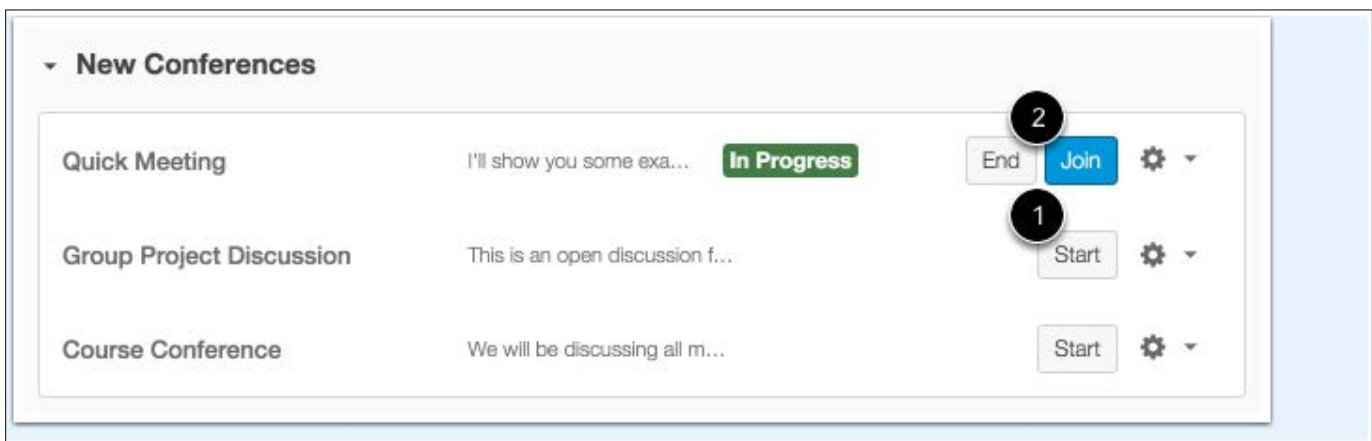 New Conferences
2
Quick Meeting I'll show you some exa... In Progress End Join
1
Group Project Discussion This is an open discussion f... Start
Course Conference We will be discussing all m... Start